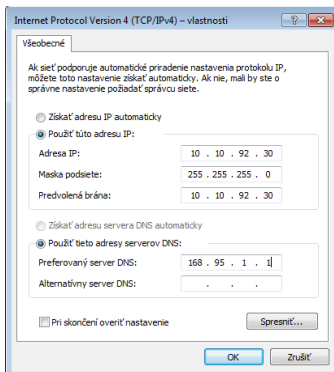 Internet Protocol Version 4 (TCP/IPv4) – vlastnosti
Všeobecné
Ak sieť podporuje automatické priradenie nastavenia protokolu IP,
môžete toto nastavenie získať automaticky. Ak nie, mali by ste o
správne nastavenie požiadať správcu siete.
Získať adresu IP automaticky
Použiť túto adresu IP:
Adresa IP: 10 . 10 . 92 . 30
Maska podsiete: 255 . 255 . 255 . 0
Predvolená brána: 10 . 10 . 92 . 30
Získať adresu servera DNS automaticky
Použiť tieto adresy serverov DNS:
Preferovaný server DNS: 168 . 95 . 1 . 1
Alternatívny server DNS: . . .
Pri skončení overiť nastavenie
Spresniť...
OK Zrušiť